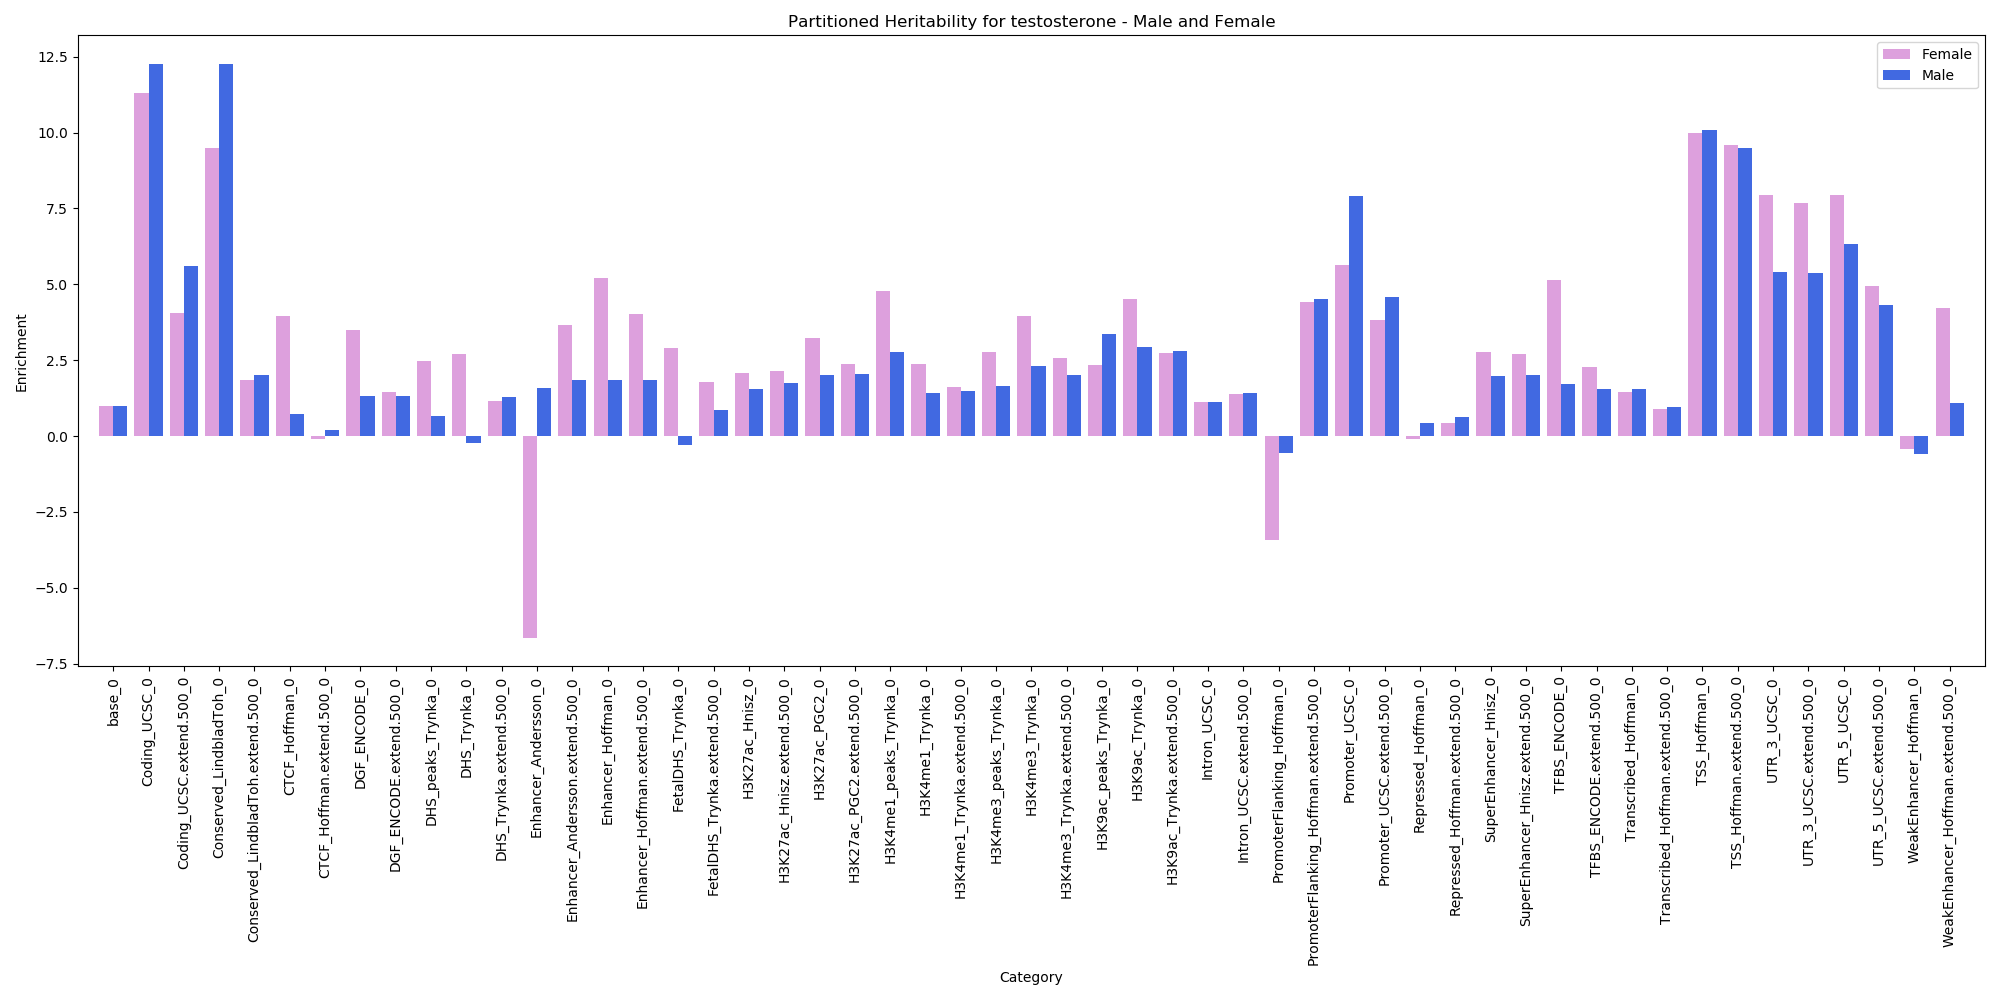 Partitioned Heritability for testosterone - Male and Female
Female
Male
Enrichment
12.5
10.0
7.5
5.0
2.5
0.0
−2.5
−5.0
−7.5
base_0
Coding_UCSC_0
Coding_UCSC.extend.500_0
Conserved_LindbladToh_0
Conserved_LindbladToh.extend.500_0
CTCF_Hoffman_0
CTCF_Hoffman.extend.500_0
DGF_ENCODE_0
DGF_ENCODE.extend.500_0
DHS_peaks_Trynka_0
DHS_Trynka_0
DHS_Trynka.extend.500_0
Enhancer_Andersson_0
Enhancer_Andersson.extend.500_0
Enhancer_Hoffman_0
Enhancer_Hoffman.extend.500_0
FetalDHS_Trynka_0
FetalDHS_Trynka.extend.500_0
H3K27ac_Hnisz_0
H3K27ac_Hnisz.extend.500_0
H3K27ac_PGC2_0
H3K27ac_PGC2.extend.500_0
H3K4me1_peaks_Trynka_0
H3K4me1_Trynka_0
H3K4me1_Trynka.extend.500_0
H3K4me3_peaks_Trynka_0
H3K4me3_Trynka_0
H3K4me3_Trynka.extend.500_0
H3K9ac_peaks_Trynka_0
H3K9ac_Trynka_0
H3K9ac_Trynka.extend.500_0
Intron_UCSC_0
Intron_UCSC.extend.500_0
PromoterFlanking_Hoffman_0
PromoterFlanking_Hoffman.extend.500_0
Promoter_UCSC_0
Promoter_UCSC.extend.500_0
Repressed_Hoffman_0
Repressed_Hoffman.extend.500_0
SuperEnhancer_Hnisz_0
SuperEnhancer_Hnisz.extend.500_0
TFBS_ENCODE_0
TFBS_ENCODE.extend.500_0
Transcribed_Hoffman_0
Transcribed_Hoffman.extend.500_0
TSS_Hoffman_0
TSS_Hoffman.extend.500_0
UTR_3_UCSC_0
UTR_3_UCSC.extend.500_0
UTR_5_UCSC_0
UTR_5_UCSC.extend.500_0
WeakEnhancer_Hoffman_0
WeakEnhancer_Hoffman.extend.500_0
Category